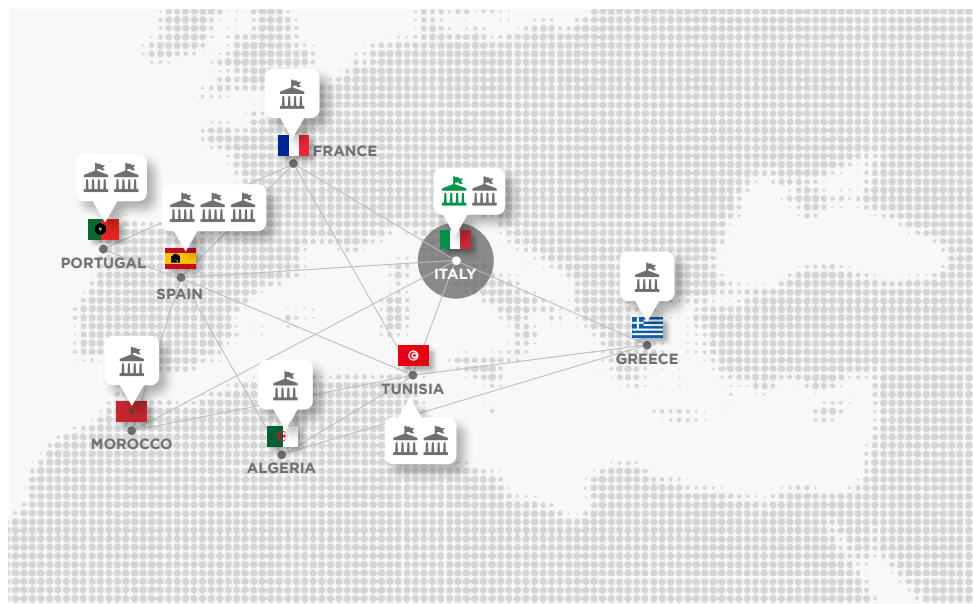 FRANCE
PORTUGAL
SPAIN
ITALY
GREECE
TUNISIA
MOROCCO
ALGERIA